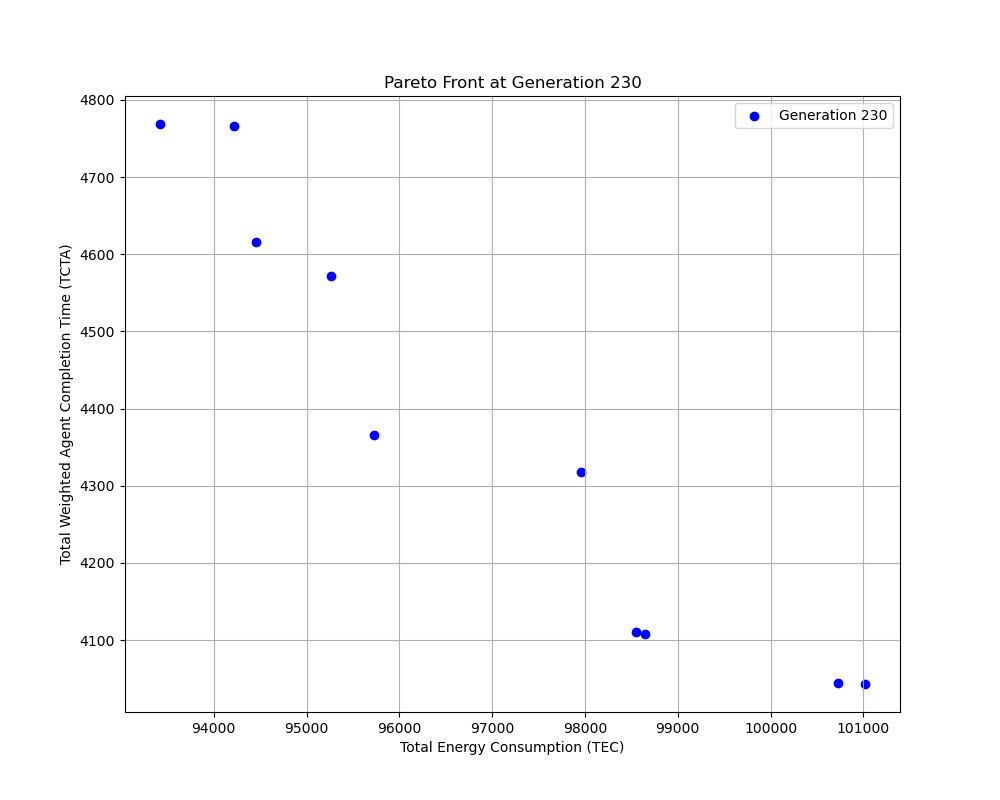 Pareto Front at Generation 230
Generation 230
4800
4700
4600
4500
4400
4300
4200
4100
Total Weighted Agent Completion Time (TCTA)
94000 95000 96000 97000 98000 99000 100000 101000
Total Energy Consumption (TEC)